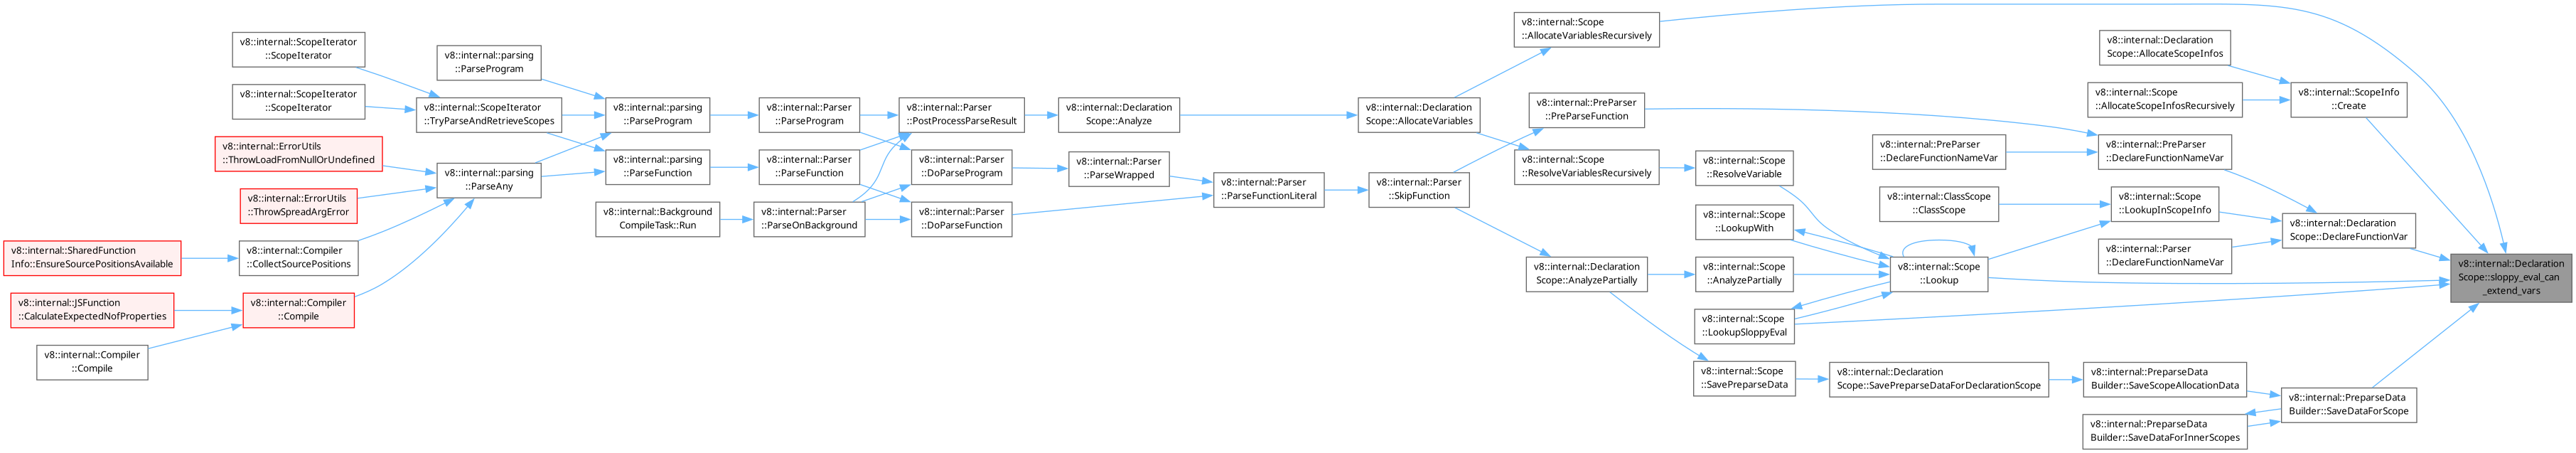 v8::internal::ScopeIterator
::ScopeIterator
v8::internal::ScopeIterator
::ScopeIterator
v8::internal::ErrorUtils
::ThrowLoadFromNullOrUndefined
v8::internal::ErrorUtils
::ThrowSpreadArgError
v8::internal::SharedFunction
Info::EnsureSourcePositionsAvailable
v8::internal::Compiler
::CollectSourcePositions
v8::internal::JSFunction
::CalculateExpectedNofProperties
v8::internal::Compiler
::Compile
v8::internal::Compiler
::Compile
v8::internal::parsing
::ParseProgram
v8::internal::ScopeIterator
::TryParseAndRetrieveScopes
v8::internal::parsing
::ParseAny
v8::internal::parsing
::ParseProgram
v8::internal::parsing
::ParseFunction
v8::internal::Background
CompileTask::Run
v8::internal::Parser
::ParseProgram
v8::internal::Parser
::ParseFunction
v8::internal::Parser
::ParseOnBackground
v8::internal::Parser
::PostProcessParseResult
v8::internal::Parser
::DoParseProgram
v8::internal::Parser
::DoParseFunction
v8::internal::Declaration
Scope::Analyze
v8::internal::Parser
::ParseWrapped
v8::internal::Parser
::ParseFunctionLiteral
v8::internal::Declaration
Scope::AllocateVariables
v8::internal::Parser
::SkipFunction
v8::internal::Scope
::AllocateVariablesRecursively
v8::internal::PreParser
::PreParseFunction
v8::internal::Scope
::ResolveVariablesRecursively
v8::internal::Declaration
Scope::AnalyzePartially
v8::internal::Scope
::ResolveVariable
v8::internal::Scope
::LookupWith
v8::internal::Scope
::AnalyzePartially
v8::internal::Scope
::LookupSloppyEval
v8::internal::Scope
::SavePreparseData
v8::internal::PreParser
::DeclareFunctionNameVar
v8::internal::ClassScope
::ClassScope
v8::internal::Scope
::Lookup
v8::internal::Declaration
Scope::SavePreparseDataForDeclarationScope
v8::internal::Declaration
Scope::AllocateScopeInfos
v8::internal::Scope
::AllocateScopeInfosRecursively
v8::internal::PreParser
::DeclareFunctionNameVar
v8::internal::Scope
::LookupInScopeInfo
v8::internal::Parser
::DeclareFunctionNameVar
v8::internal::PreparseData
Builder::SaveScopeAllocationData
v8::internal::PreparseData
Builder::SaveDataForInnerScopes
v8::internal::ScopeInfo
::Create
v8::internal::Declaration
Scope::DeclareFunctionVar
v8::internal::PreparseData
Builder::SaveDataForScope
v8::internal::Declaration
Scope::sloppy_eval_can
_extend_vars